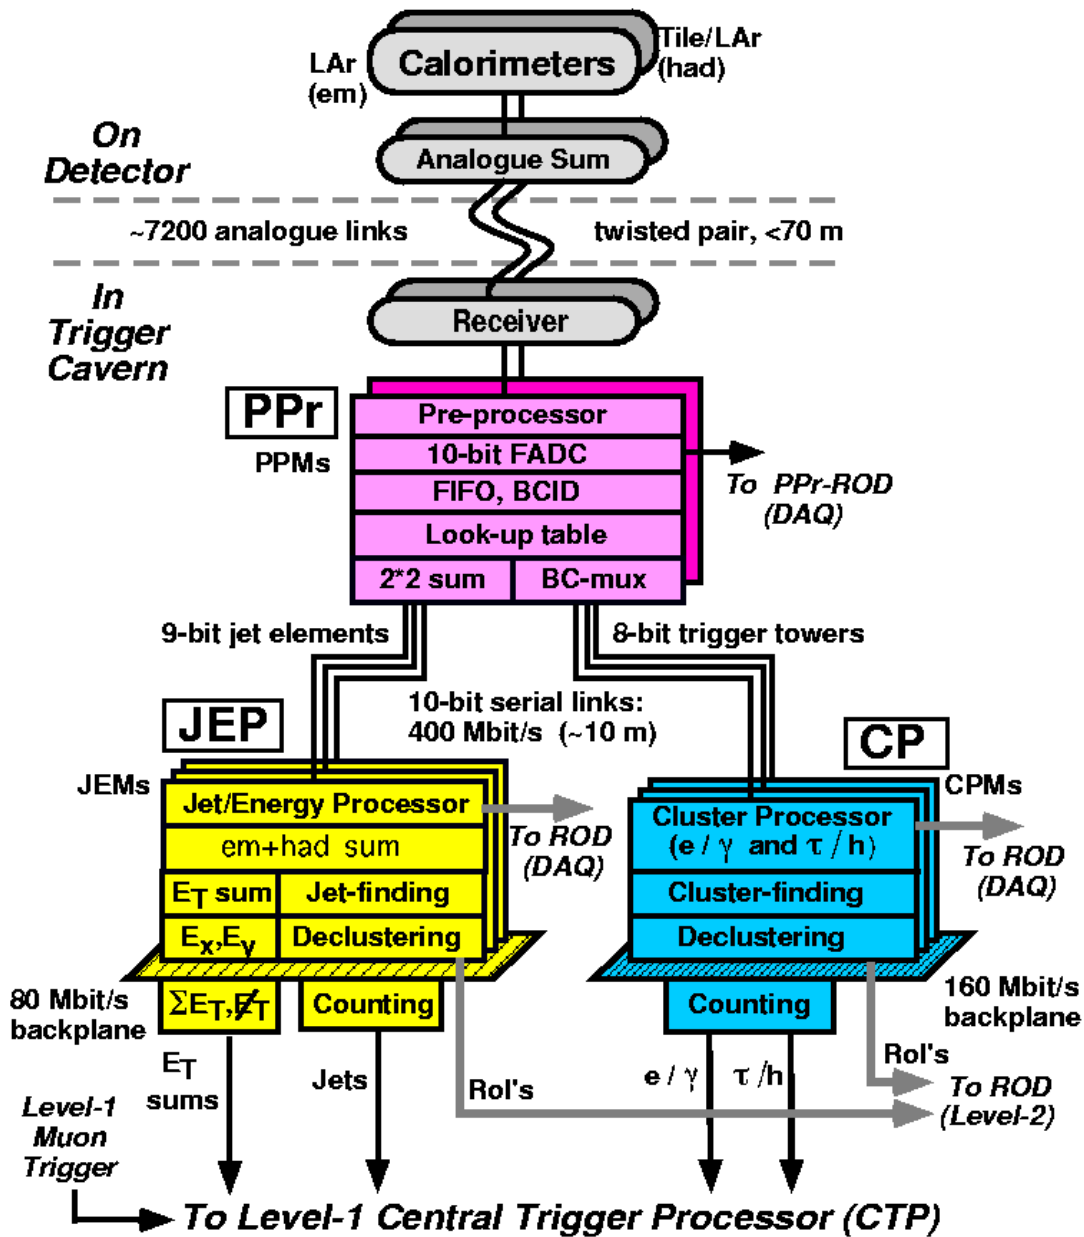 LAr
(em)
Calorimeters
Tile/LAr
(had)
On
Detector
Analogue Sum
~7200 analogue links
twisted pair, <70 m
In
Trigger
Cavern
Receiver
PPr
PPMs
Pre-processor
10-bit FADC
FIFO, BCID
Look-up table
2*2 sum
BC-mux
To PPr-ROD
(DAQ)
9-bit jet elements
8-bit trigger towers
10-bit serial links:
400 Mbit/s (~10 m)
JEP
JEMs
Jet/Energy Processor
em+had sum
ET sum
Jet-finding
Ex,Ey
Declustering
To ROD
(DAQ)
CP
CPMs
Cluster Processor
(e / γ and τ / h)
Cluster-finding
Declustering
To ROD
(DAQ)
80 Mbit/s
backplane
ΣET,E̸T
Counting
Counting
160 Mbit/s
backplane
ET
sums
Jets
RoI's
e / γ
τ /h
RoI's
To ROD
(Level-2)
Level-1
Muon
Trigger
To Level-1 Central Trigger Processor (CTP)